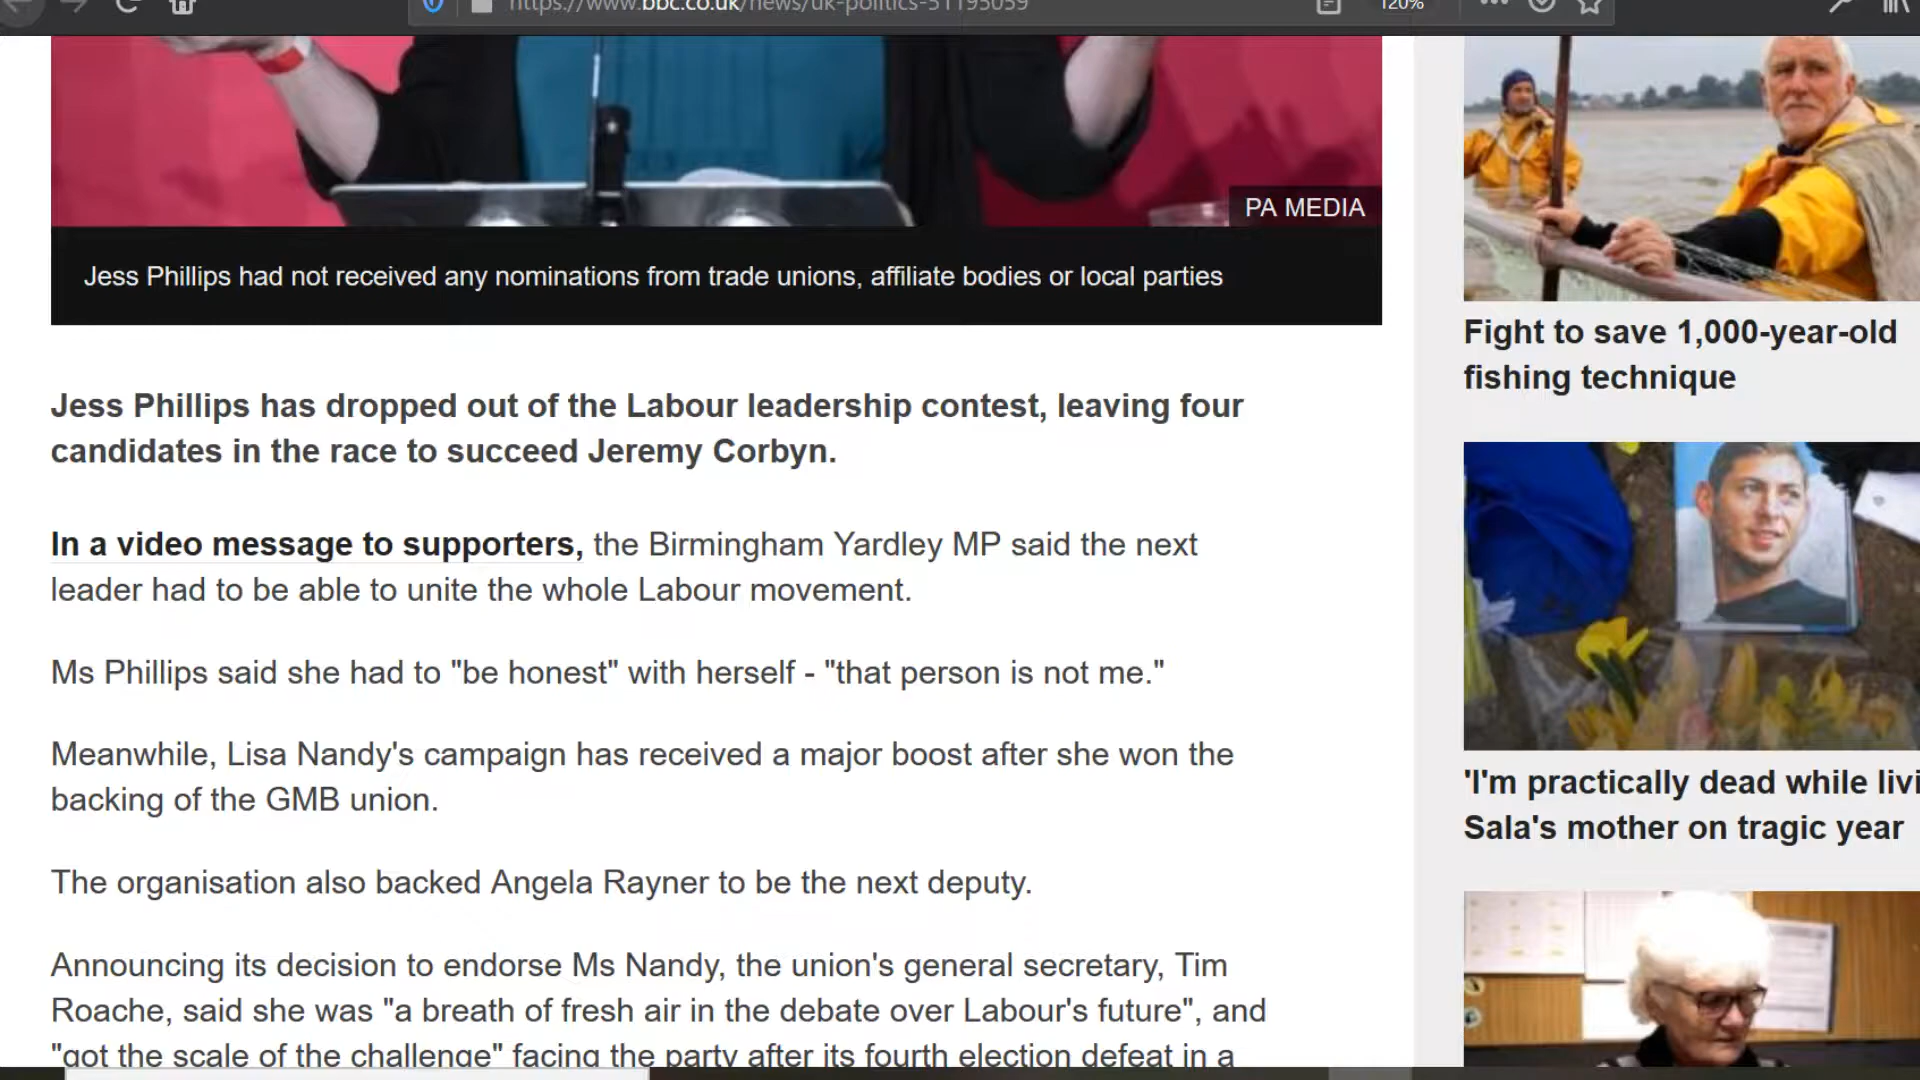 https://www.bbc.co.uk/news/uk-politics-51195059
120%
PA MEDIA
Jess Phillips had not received any nominations from trade unions, affiliate bodies or local parties
Jess Phillips has dropped out of the Labour leadership contest, leaving four
candidates in the race to succeed Jeremy Corbyn.
In a video message to supporters, the Birmingham Yardley MP said the next
leader had to be able to unite the whole Labour movement.
Ms Phillips said she had to "be honest" with herself - "that person is not me."
Meanwhile, Lisa Nandy's campaign has received a major boost after she won the
backing of the GMB union.
The organisation also backed Angela Rayner to be the next deputy.
Announcing its decision to endorse Ms Nandy, the union's general secretary, Tim
Roache, said she was "a breath of fresh air in the debate over Labour's future", and
"got the scale of the challenge" facing the party after its fourth election defeat in a
Fight to save 1,000-year-old
fishing technique
'I'm practically dead while livi
Sala's mother on tragic year